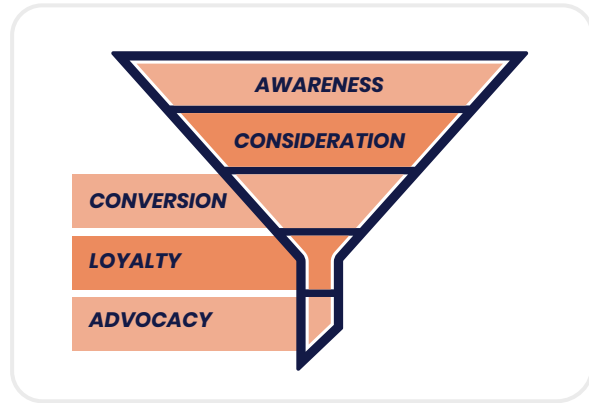 AWARENESS
CONSIDERATION
CONVERSION
LOYALTY
ADVOCACY